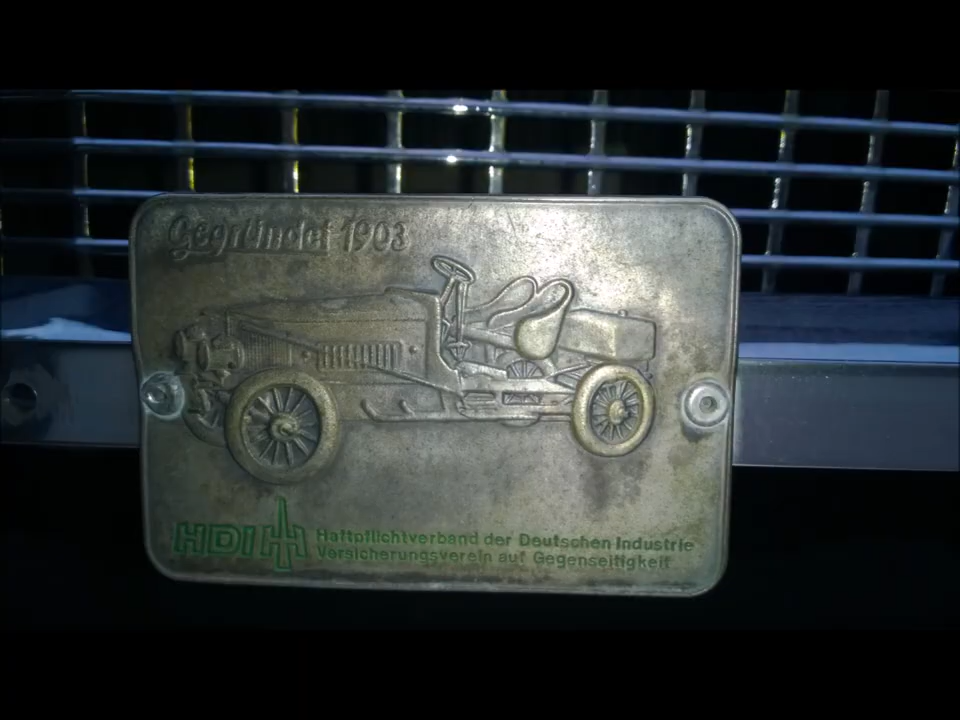 Gegründet 1903
HDI Haftpflichtverband der Deutschen Industrie
Versicherungsverein auf Gegenseitigkeit